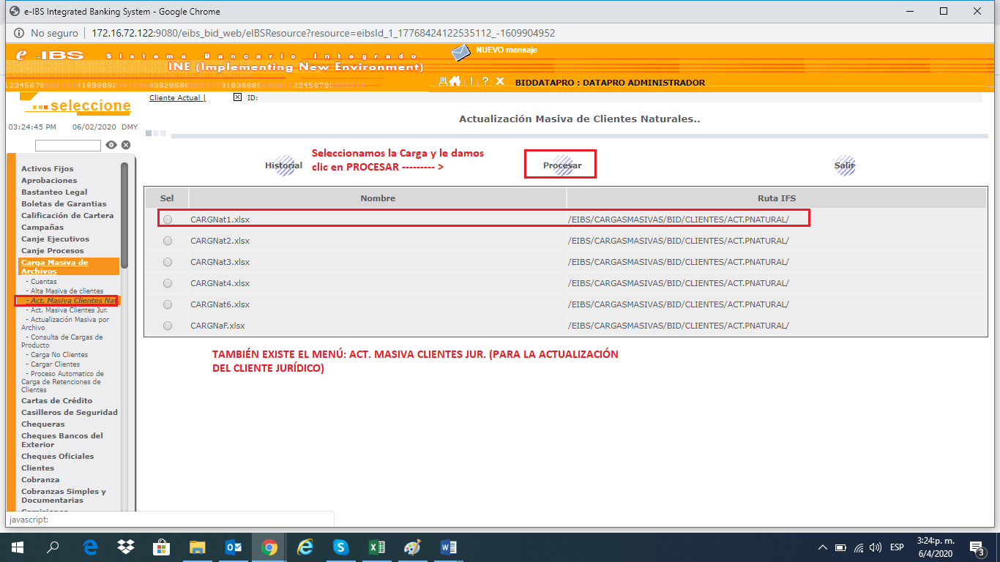 e-IBS Integrated Banking System - Google Chrome
No seguro | 172.16.72.122:9080/eibs_bid_web/eIBSResource?resource=eibsId_1_17768424122535112_-1609904952
e -IBS Sistema Bancario Integrado
INE (Implementing New Environment)
NUEVO mensaje
! ? X BIDDATAPRO : DATAPRO ADMINISTRADOR
seleccione
03:24:45 PM 06/02/2020 DMY
Cliente Actual | ID:
Actualización Masiva de Clientes Naturales..
Historial
Seleccionamos la Carga y le damos
clic en PROCESAR --------- >
Procesar
Salir
Sel Nombre Ruta IFS
CARGNat1.xlsx /EIBS/CARGASMASIVAS/BID/CLIENTES/ACT.PNATURAL/
CARGNat2.xlsx /EIBS/CARGASMASIVAS/BID/CLIENTES/ACT.PNATURAL/
CARGNat3.xlsx /EIBS/CARGASMASIVAS/BID/CLIENTES/ACT.PNATURAL/
CARGNat4.xlsx /EIBS/CARGASMASIVAS/BID/CLIENTES/ACT.PNATURAL/
CARGNat6.xlsx /EIBS/CARGASMASIVAS/BID/CLIENTES/ACT.PNATURAL/
CARGNaF.xlsx /EIBS/CARGASMASIVAS/BID/CLIENTES/ACT.PNATURAL/
TAMBIÉN EXISTE EL MENÚ: ACT. MASIVA CLIENTES JUR. (PARA LA ACTUALIZACIÓN
DEL CLIENTE JURÍDICO)
Activos Fijos
Aprobaciones
Bastanteo Legal
Boletas de Garantias
Calificación de Cartera
Campañas
Canje Ejecutivos
Canje Procesos
Carga Masiva de
Archivos
- Cuentas
- Alta Masiva de clientes
- Act. Masiva Clientes Nat
- Act. Masiva Clientes Jur.
- Actualización Masiva por
Archivo
- Consulta de Cargas de
Producto
- Carga No Clientes
- Cargar Clientes
- Proceso Automatico de
Carga de Retenciones de
Clientes
Cartas de Crédito
Casilleros de Seguridad
Chequeras
Cheques Bancos del
Exterior
Cheques Oficiales
Clientes
Cobranza
Cobranzas Simples y
Documentarias
Comisiones
javascript:
ESP
3:24:p. m.
6/4/2020
3